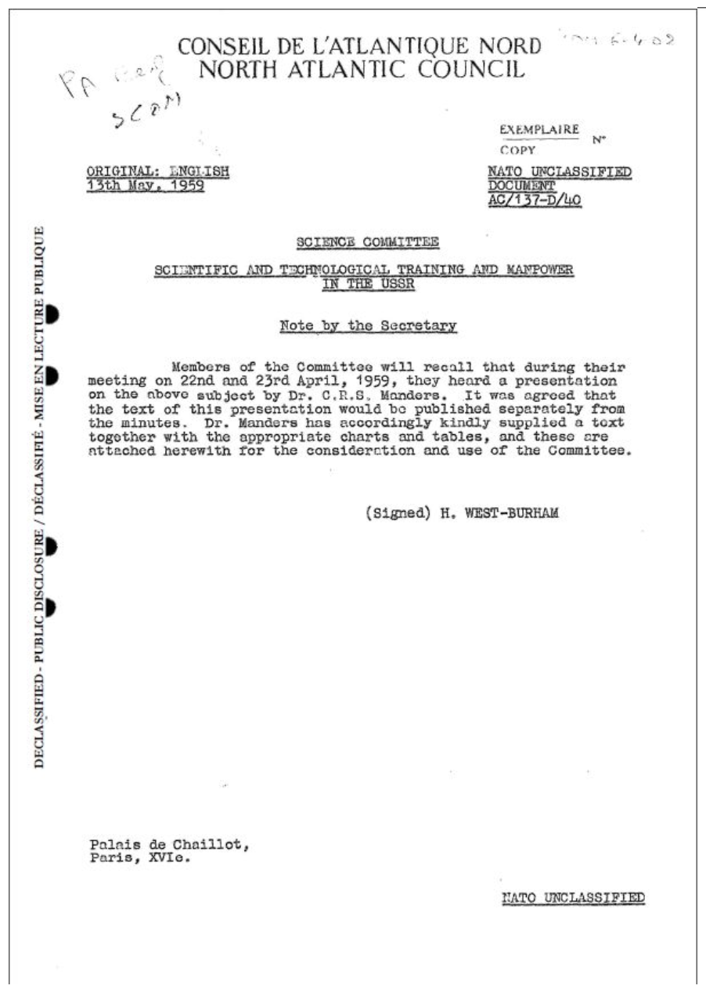 CONSEIL DE L'ATLANTIQUE NORD
NORTH ATLANTIC COUNCIL
PA
SCOM
EXEMPLAIRE
N°
COPY
ORIGINAL: ENGLISH
13th May, 1959
NATO UNCLASSIFIED
DOCUMENT
AC/137-D/40
SCIENCE COMMITTEE
SCIENTIFIC AND TECHNOLOGICAL TRAINING AND MANPOWER
IN THE USSR
Note by the Secretary
Members of the Committee will recall that during their
meeting on 22nd and 23rd April, 1959, they heard a presentation
on the above subject by Dr. C.R.S. Manders. It was agreed that
the text of this presentation would be published separately from
the minutes. Dr. Manders has accordingly kindly supplied a text
together with the appropriate charts and tables, and these are
attached herewith for the consideration and use of the Committee.
(Signed) H. WEST-BURHAM
Palais de Chaillot,
Paris, XVIe.
NATO UNCLASSIFIED
DECLASSIFIED - PUBLIC DISCLOSURE / DÉCLASSIFIÉ - MISE EN LECTURE PUBLIQUE